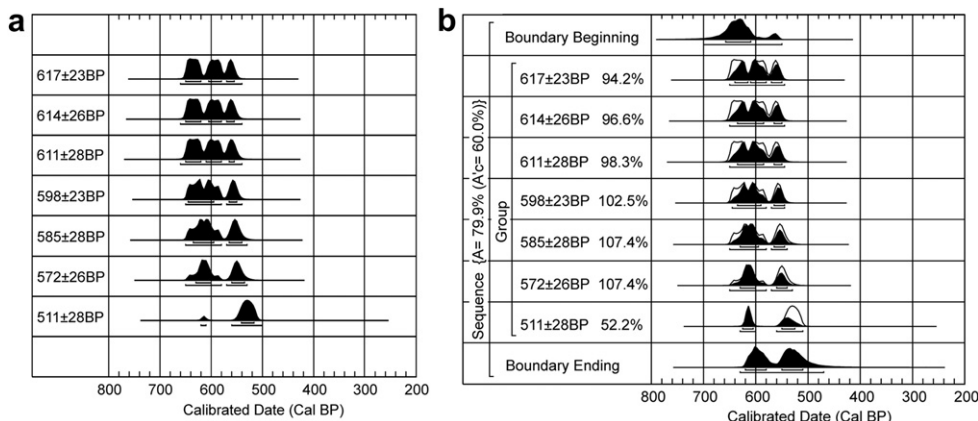 a
617±23BP
614±26BP
611±28BP
598±23BP
585±28BP
572±26BP
511±28BP
800 700 600 500 400 300 200
Calibrated Date (Cal BP)
b
Boundary Beginning
617±23BP 94.2%
614±26BP 96.6%
611±28BP 98.3%
598±23BP 102.5%
585±28BP 107.4%
572±26BP 107.4%
511±28BP 52.2%
Boundary Ending
Sequence {A= 79.9% (A'c= 60.0%)}
Group
800 700 600 500 400 300 200
Calibrated Date (Cal BP)